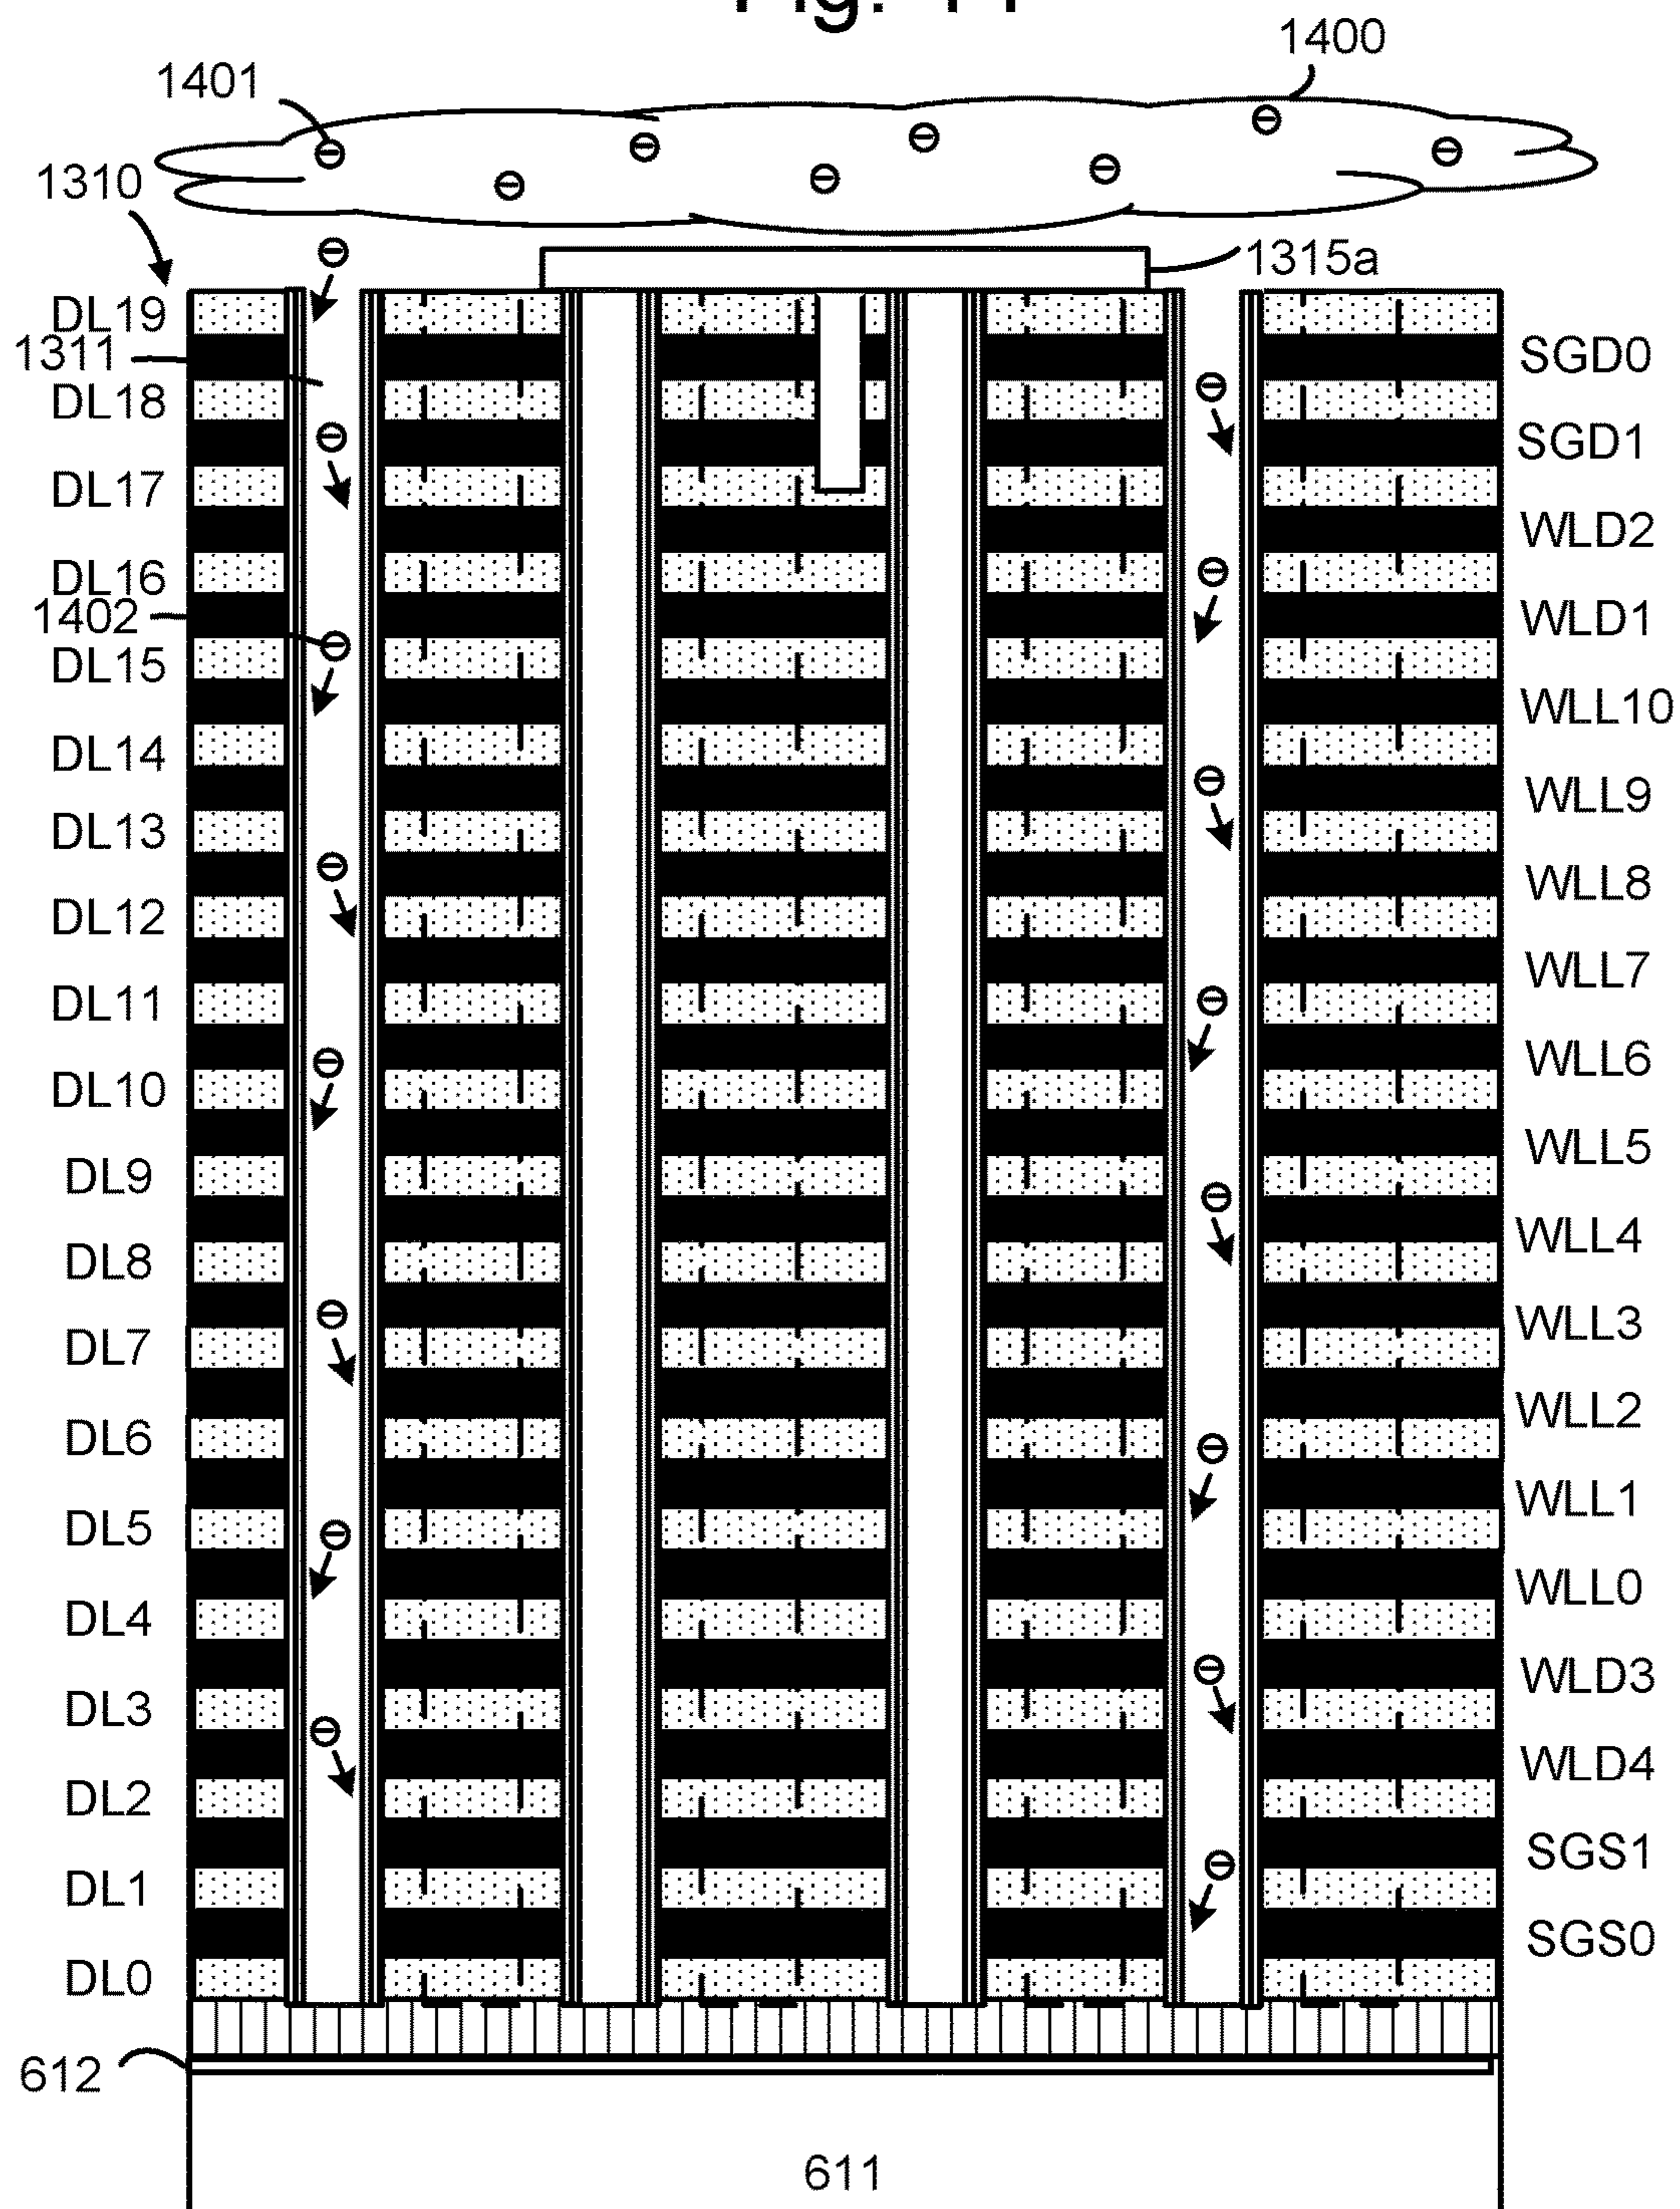 1400
1401
1310
1315a
DL19
SGD0
1311
DL18
SGD1
DL17
WLD2
DL16
1402
WLD1
DL15
WLL10
DL14
WLL9
DL13
WLL8
DL12
WLL7
DL11
WLL6
DL10
WLL5
DL9
WLL4
DL8
WLL3
DL7
WLL2
DL6
WLL1
DL5
WLL0
DL4
WLD3
DL3
WLD4
DL2
SGS1
DL1
SGS0
DL0
612
611